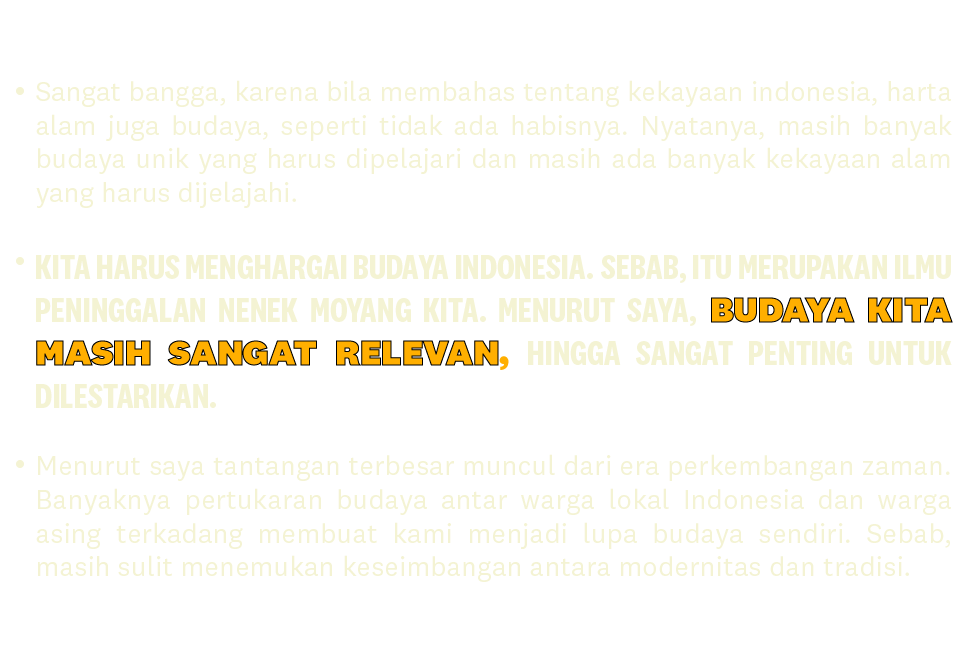 • Sangat bangga, karena bila membahas tentang kekayaan indonesia, harta
alam juga budaya, seperti tidak ada habisnya. Nyatanya, masih banyak
budaya unik yang harus dipelajari dan masih ada banyak kekayaan alam
yang harus dijelajahi.
• KITA HARUS MENGHARGAI BUDAYA INDONESIA. SEBAB, ITU MERUPAKAN ILMU
PENINGGALAN NENEK MOYANG KITA. MENURUT SAYA, BUDAYA KITA
MASIH SANGAT RELEVAN, HINGGA SANGAT PENTING UNTUK
DILESTARIKAN.
• Menurut saya tantangan terbesar muncul dari era perkembangan zaman.
Banyaknya pertukaran budaya antar warga lokal Indonesia dan warga
asing terkadang membuat kami menjadi lupa budaya sendiri. Sebab,
masih sulit menemukan keseimbangan antara modernitas dan tradisi.